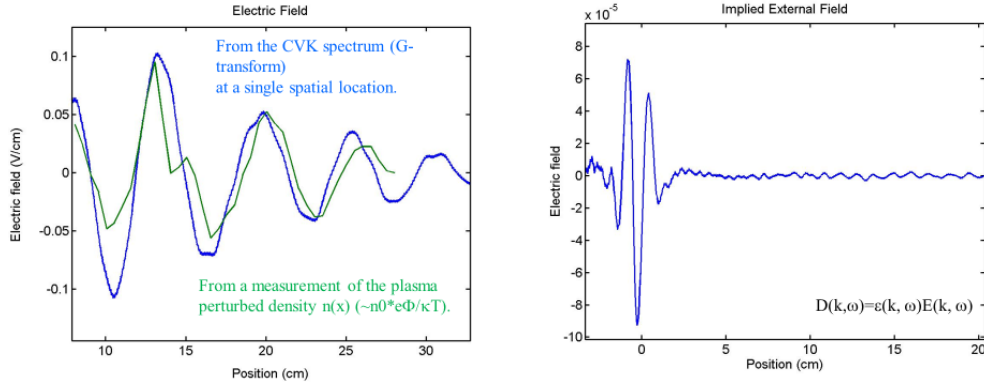 Electric Field
0.1
0.05
0
-0.05
-0.1
Electric field (V/cm)
10
15
20
25
30
Position (cm)
From the CVK spectrum (G-
transform)
at a single spatial location.
From a measurement of the plasma
perturbed density n(x) (~n0*eΦ/κT).
Implied External Field
x 10⁻⁵
8
6
4
2
0
-2
-4
-6
-8
-10
Electric field (V/cm)
0
5
10
15
20
Position (cm)
D(k,ω)=ε(k, ω)E(k, ω)